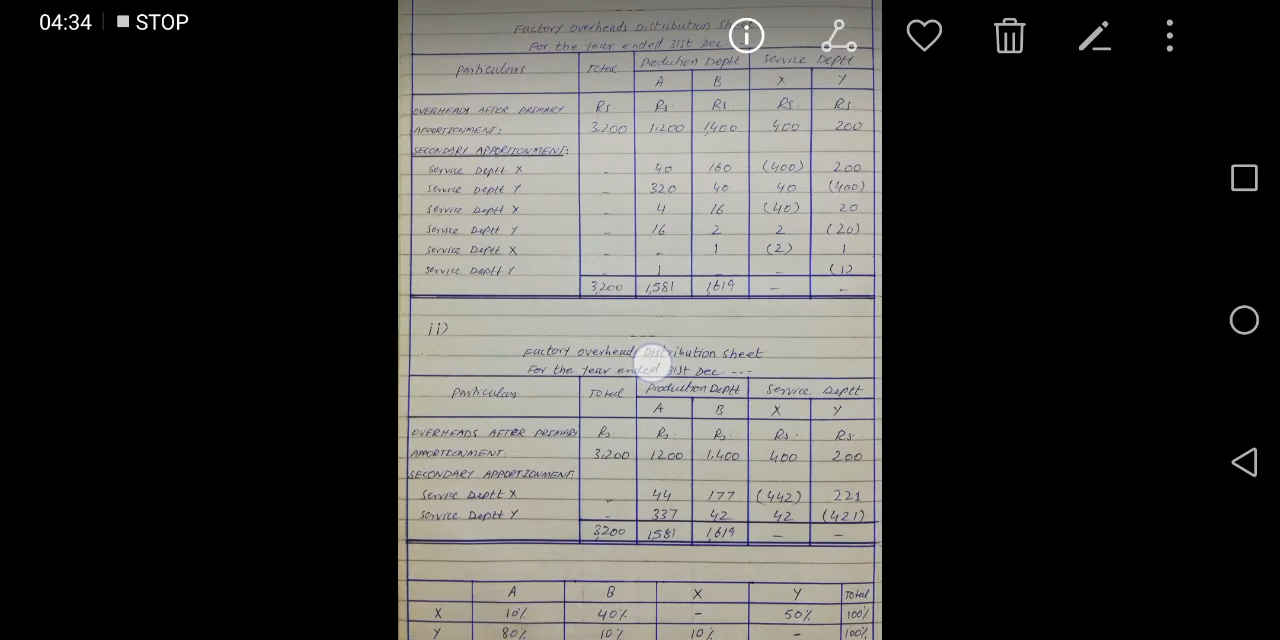 04:34 STOP
Factory overheads Distribution Sheet
For the year ended 31st Dec
Particulars Total Production Deptt Service Deptt
A B X Y
OVERHEADS AFTER PRIMARY Rs. Rs. Rs. Rs. Rs.
APPORTIONMENT: 3,200 1,200 1,400 400 200
SECONDARY APPORTIONMENT:
Service Deptt X - 40 160 (400) 200
Service Deptt Y - 320 40 40 (400)
Service Deptt X - 4 16 (40) 20
Service Deptt Y - 16 2 2 (20)
Service Deptt X - - 1 (2) 1
Service Deptt Y - 1 - - (1)
3,200 1,581 1,619 - -
ii)
Factory overheads Distribution Sheet
For the year ended 31st Dec ---
Particulars Total Production Deptt Service Deptt
A B X Y
OVERHEADS AFTER PRIMARY Rs. Rs. Rs. Rs. Rs.
APPORTIONMENT: 3,200 1200 1,400 400 200
SECONDARY APPORTIONMENT:
Service Deptt X - 44 177 (442) 221
Service Deptt Y - 337 42 42 (421)
3,200 1581 1,619 - -
A B X Y Total
X 10% 40% - 50% 100%
Y 80% 10% 10% - 100%